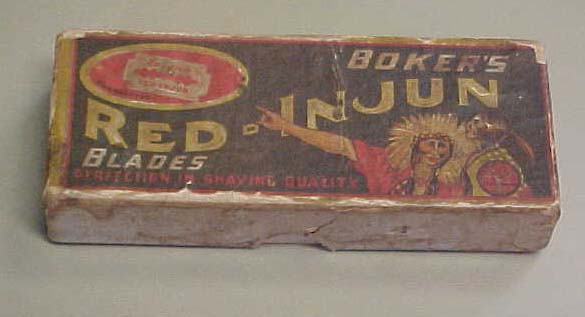 BOKER'S
RED-INJUN
BLADES
PERFECTION IN SHAVING QUALITY